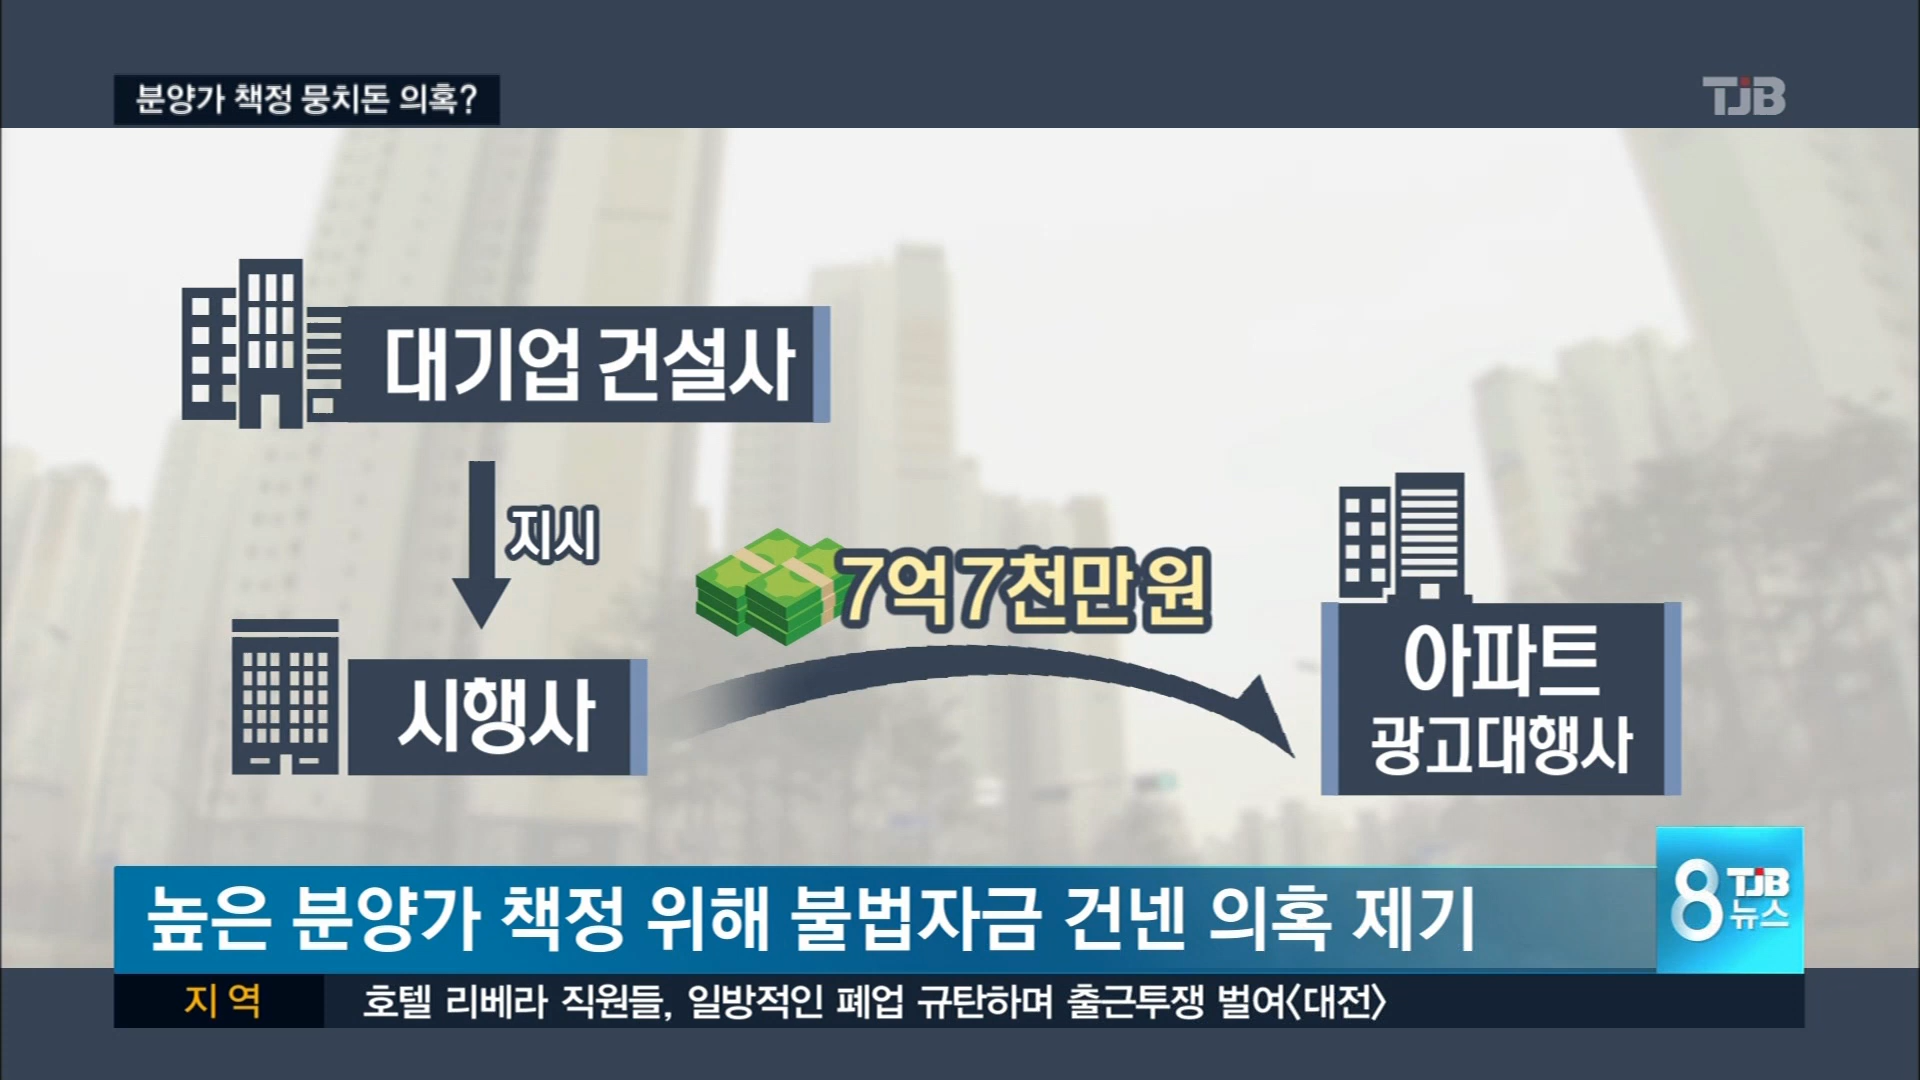 분양가 책정 뭉치돈 의혹?
TJB
대기업 건설사
지시
7억 7천만 원
시행사
아파트
광고대행사
높은 분양가 책정 위해 불법자금 건넨 의혹 제기
8 TJB 뉴스
지역
호텔 리베라 직원들, 일방적인 폐업 규탄하며 출근투쟁 벌여<대전>